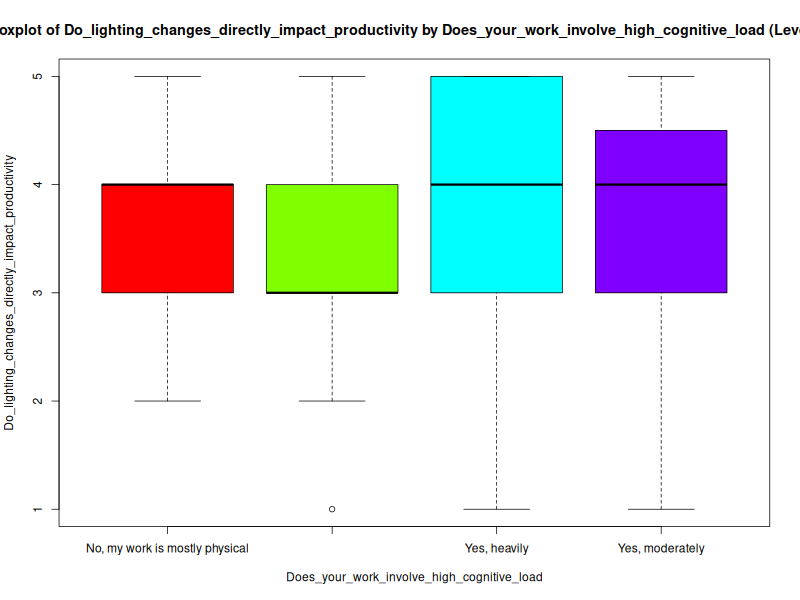 oxplot of Do_lighting_changes_directly_impact_productivity by Does_your_work_involve_high_cognitive_load (Leve
Do_lighting_changes_directly_impact_productivity
5
4
3
2
1
No, my work is mostly physical
Yes, heavily
Yes, moderately
Does_your_work_involve_high_cognitive_load